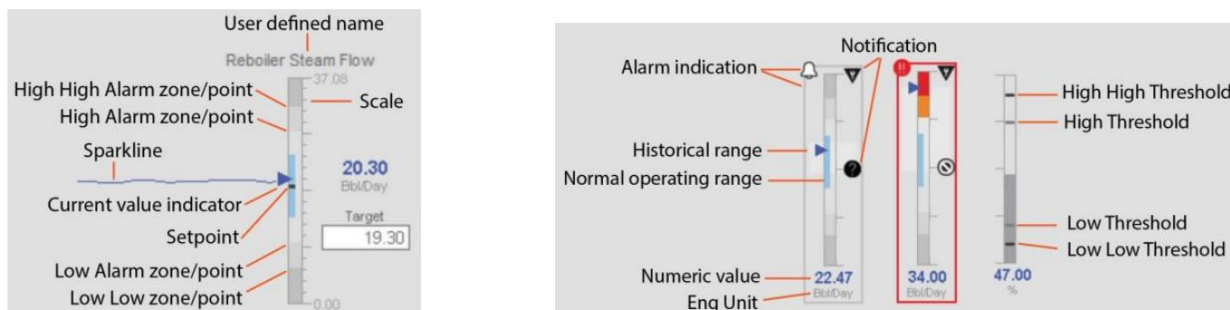 User defined name
Reboiler Steam Flow
37.08
High High Alarm zone/point
Scale
High Alarm zone/point
Sparkline
20.30
Bbl/Day
Current value indicator
Target
Setpoint
19.30
Low Alarm zone/point
Low Low zone/point
0.00
Notification
Alarm indication
!!
High High Threshold
High Threshold
Historical range
Normal operating range
?
Low Threshold
Low Low Threshold
Numeric value
22.47
34.00
47.00
Eng Unit
Bbl/Day
Bbl/Day
%